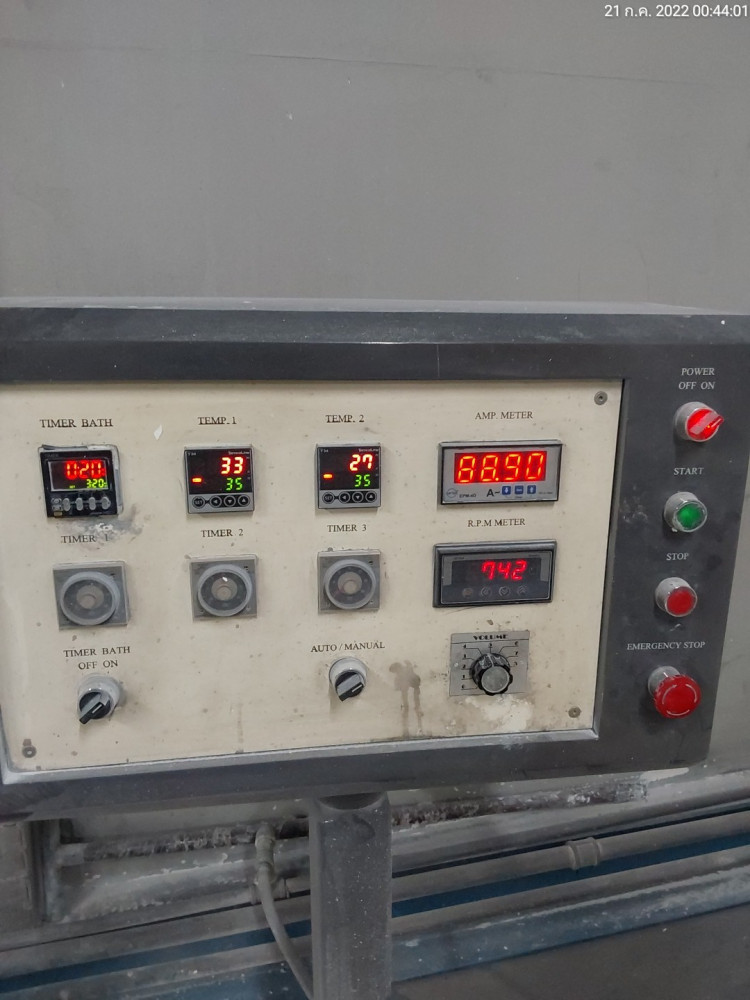 21 ก.ค. 2022 00:44:01
POWER
OFF ON
TIMER BATH
TEMP. 1
TEMP. 2
AMP. METER
0:20
320
33
35
27
35
88.90
A-
START
TIMER 1
TIMER 2
TIMER 3
R.P.M METER
742
STOP
TIMER BATH
OFF ON
AUTO / MANUAL
VOLUME
EMERGENCY STOP